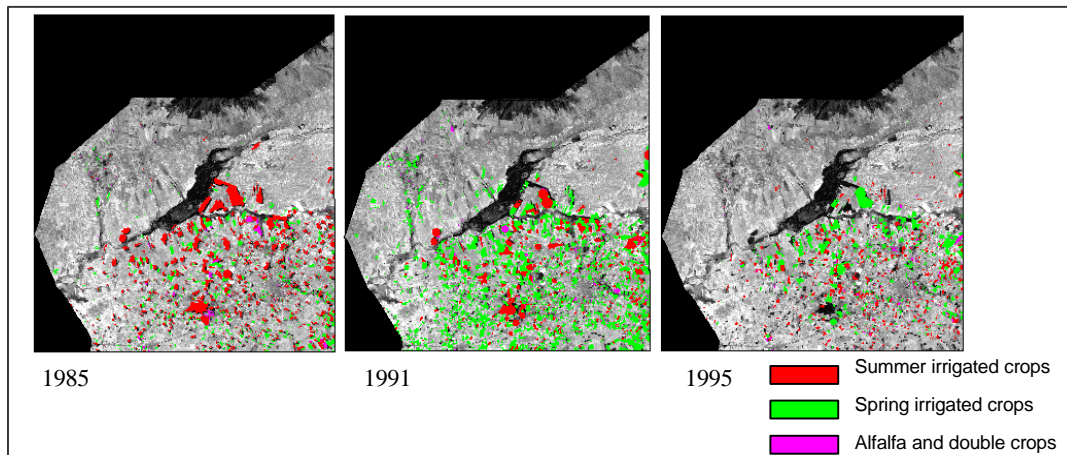 1985
1991
1995
Summer irrigated crops
Spring irrigated crops
Alfalfa and double crops